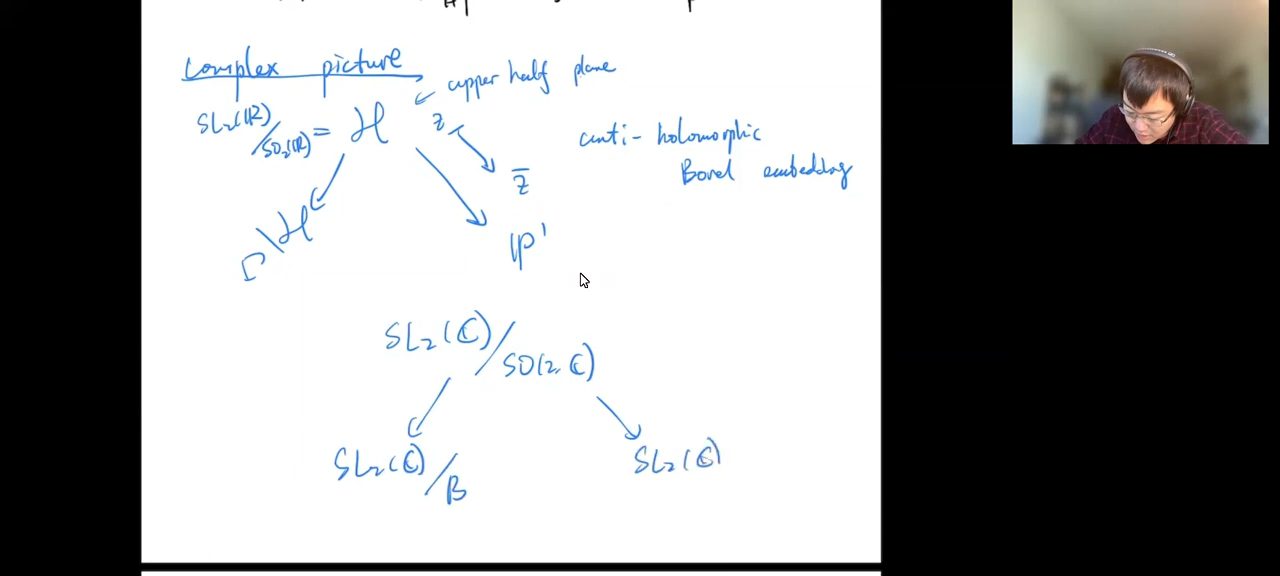 complex picture
upper half plane
SL₂(ℝ)/SO₂(ℝ) = ℋ
z
z̄
anti-holomorphic
Borel embedding
Γ\ℋ
ℙ¹
SL₂(ℂ)/SO(2, ℂ)
SL₂(ℂ)/B
SL₂(ℂ)